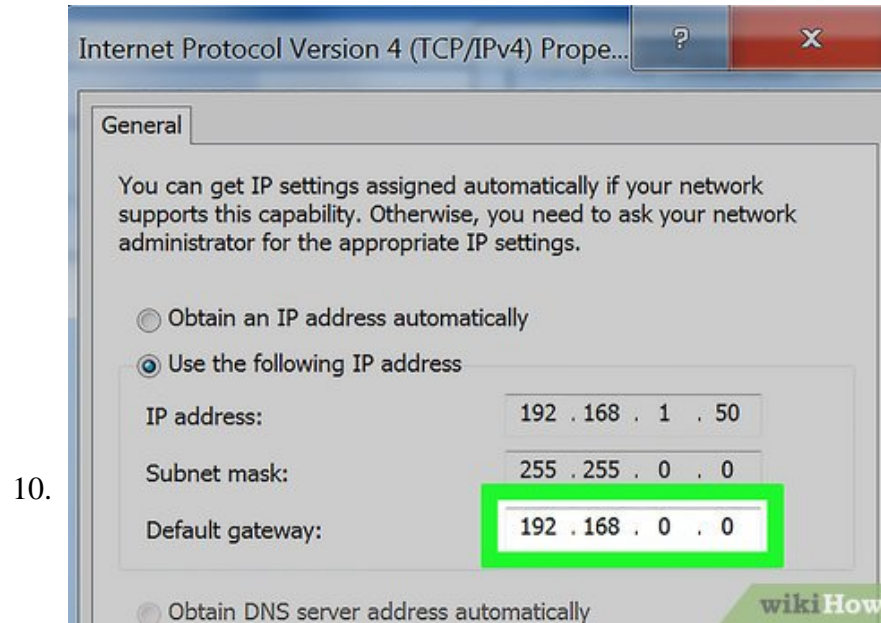 Internet Protocol Version 4 (TCP/IPv4) Prope...
General
You can get IP settings assigned automatically if your network
supports this capability. Otherwise, you need to ask your network
administrator for the appropriate IP settings.
Obtain an IP address automatically
Use the following IP address
IP address: 192 . 168 . 1 . 50
Subnet mask: 255 . 255 . 0 . 0
10.
Default gateway: 192 . 168 . 0 . 0
Obtain DNS server address automatically
wikiHow